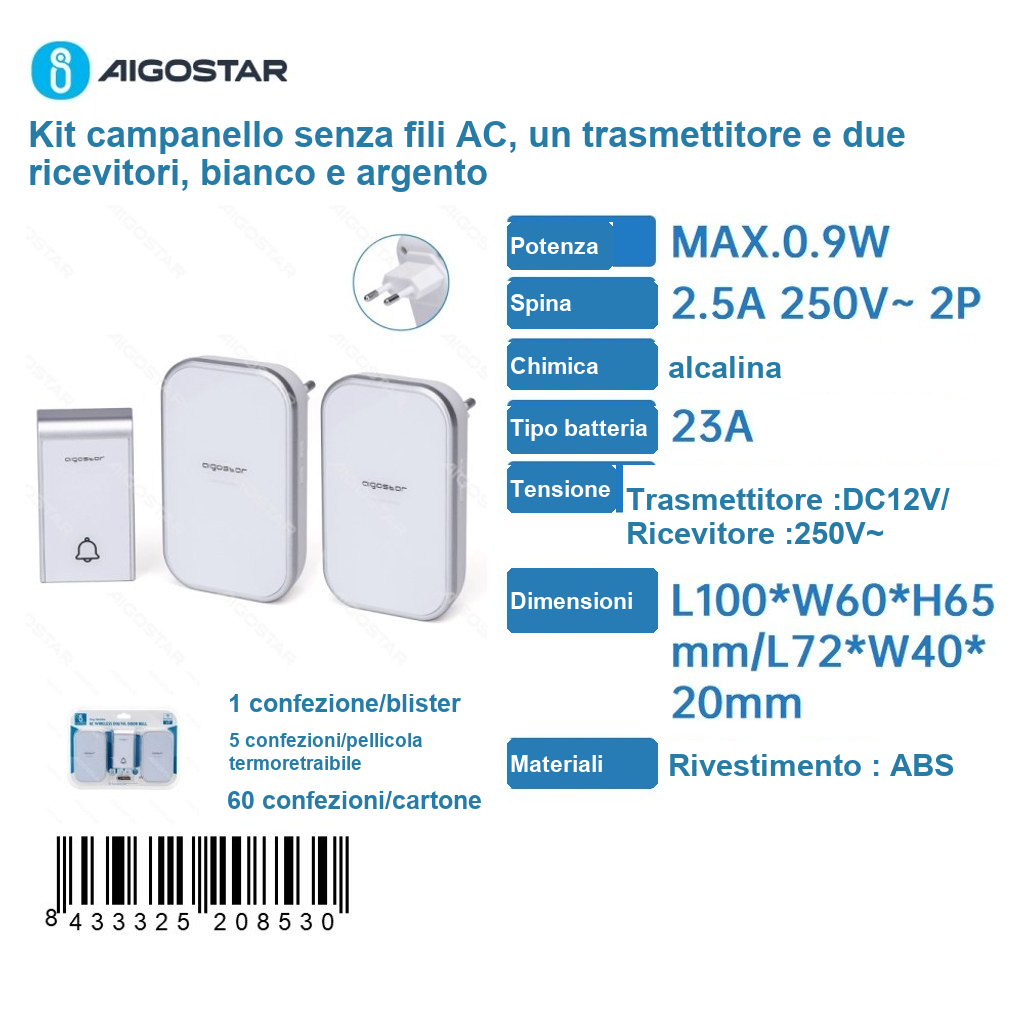 AIGOSTAR
Kit campanello senza fili AC, un trasmettitore e due
ricevitori, bianco e argento
Potenza MAX.0.9W
Spina 2.5A 250V~ 2P
Chimica alcalina
Tipo batteria 23A
Tensione Trasmettitore :DC12V/
Ricevitore :250V~
Dimensioni L100*W60*H65
mm/L72*W40*
20mm
Materiali Rivestimento : ABS
aigostar
aigostar
aigostar
1 confezione/blister
5 confezioni/pellicola
termoretraibile
60 confezioni/cartone
8 433325 208530